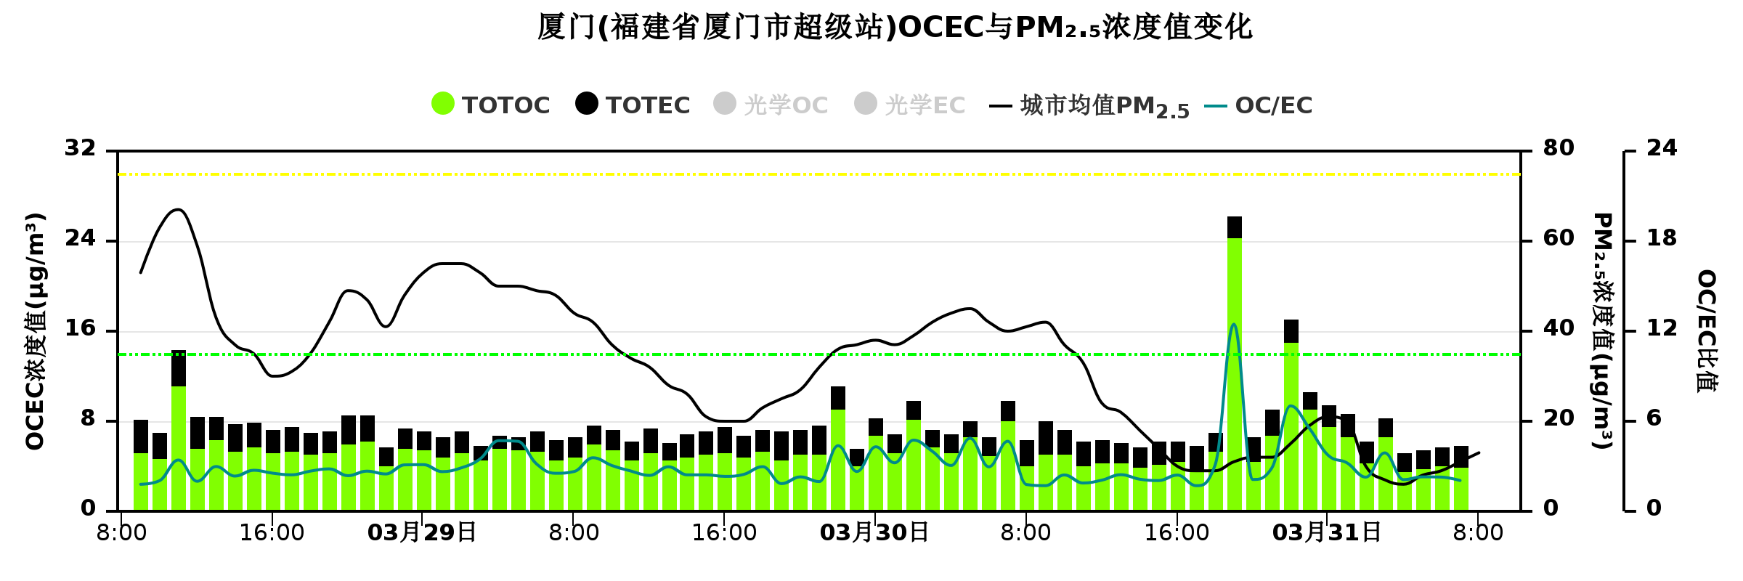 厦门(福建省厦门市超级站)OCEC与PM₂.₅浓度值变化
TOTOC TOTEC 光学OC 光学EC 城市均值PM2.5 OC/EC
OCEC浓度值(μg/m³)
32
24
16
8
0
80
60
40
20
0
PM₂.₅浓度值(μg/m³)
24
18
12
6
0
OC/EC比值
8:00 16:00 03月29日 8:00 16:00 03月30日 8:00 16:00 03月31日 8:00